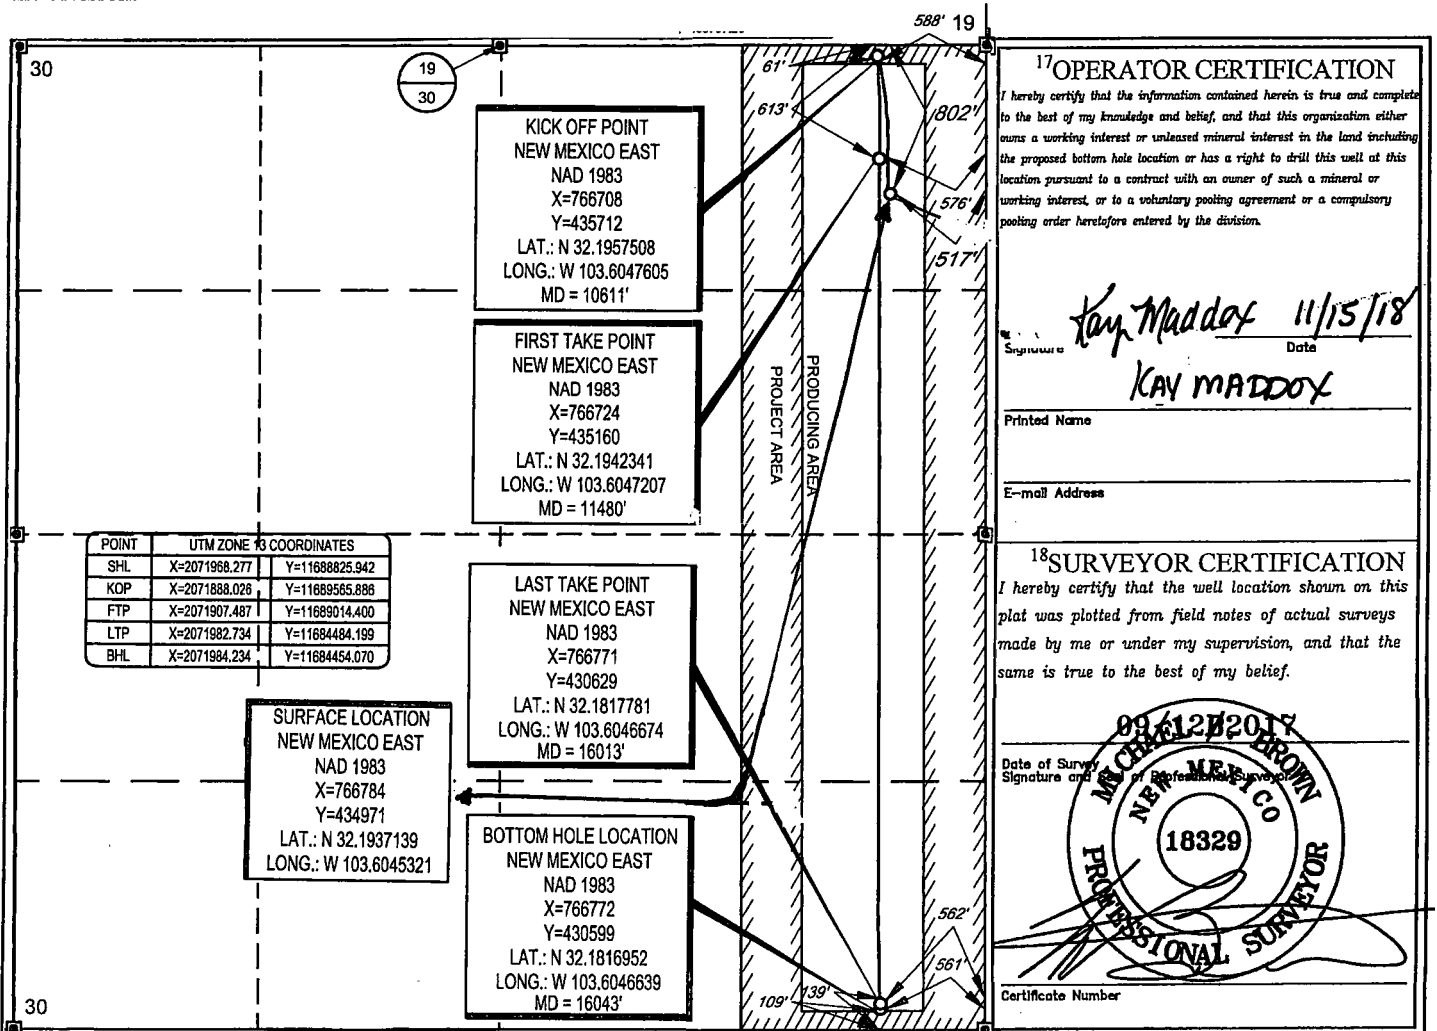 588' 19
30
19
30
61'
613'
802'
576'
517'
KICK OFF POINT
NEW MEXICO EAST
NAD 1983
X=766708
Y=435712
LAT.: N 32.1957508
LONG.: W 103.6047605
MD = 10611'
FIRST TAKE POINT
NEW MEXICO EAST
NAD 1983
X=766724
Y=435160
LAT.: N 32.1942341
LONG.: W 103.6047207
MD = 11480'
PRODUCING AREA
PROJECT AREA
POINT UTM ZONE 13 COORDINATES
SHL X=2071968.277 Y=11688825.942
KOP X=2071888.026 Y=11689565.886
FTP X=2071907.487 Y=11689014.400
LTP X=2071982.734 Y=11684484.199
BHL X=2071984.234 Y=11684454.070
LAST TAKE POINT
NEW MEXICO EAST
NAD 1983
X=766771
Y=430629
LAT.: N 32.1817781
LONG.: W 103.6046674
MD = 16013'
SURFACE LOCATION
NEW MEXICO EAST
NAD 1983
X=766784
Y=434971
LAT.: N 32.1937139
LONG.: W 103.6045321
BOTTOM HOLE LOCATION
NEW MEXICO EAST
NAD 1983
X=766772
Y=430599
LAT.: N 32.1816952
LONG.: W 103.6046639
MD = 16043'
562'
561'
139'
109'
30
17OPERATOR CERTIFICATION
I hereby certify that the information contained herein is true and complete
to the best of my knowledge and belief, and that this organization either
owns a working interest or unleased mineral interest in the land including
the proposed bottom hole location or has a right to drill this well at this
location pursuant to a contract with an owner of such a mineral or
working interest, or to a voluntary pooling agreement or a compulsory
pooling order heretofore entered by the division.
Kay Maddox 11/15/18
Signature Date
KAY MADDOX
Printed Name
E-mail Address
18SURVEYOR CERTIFICATION
I hereby certify that the well location shown on this
plat was plotted from field notes of actual surveys
made by me or under my supervision, and that the
same is true to the best of my belief.
09/12/2017
Date of Survey
Signature and Seal of Professional Surveyor
MICHAEL B. BROWN
NEW MEXICO
18329
PROFESSIONAL SURVEYOR
Certificate Number